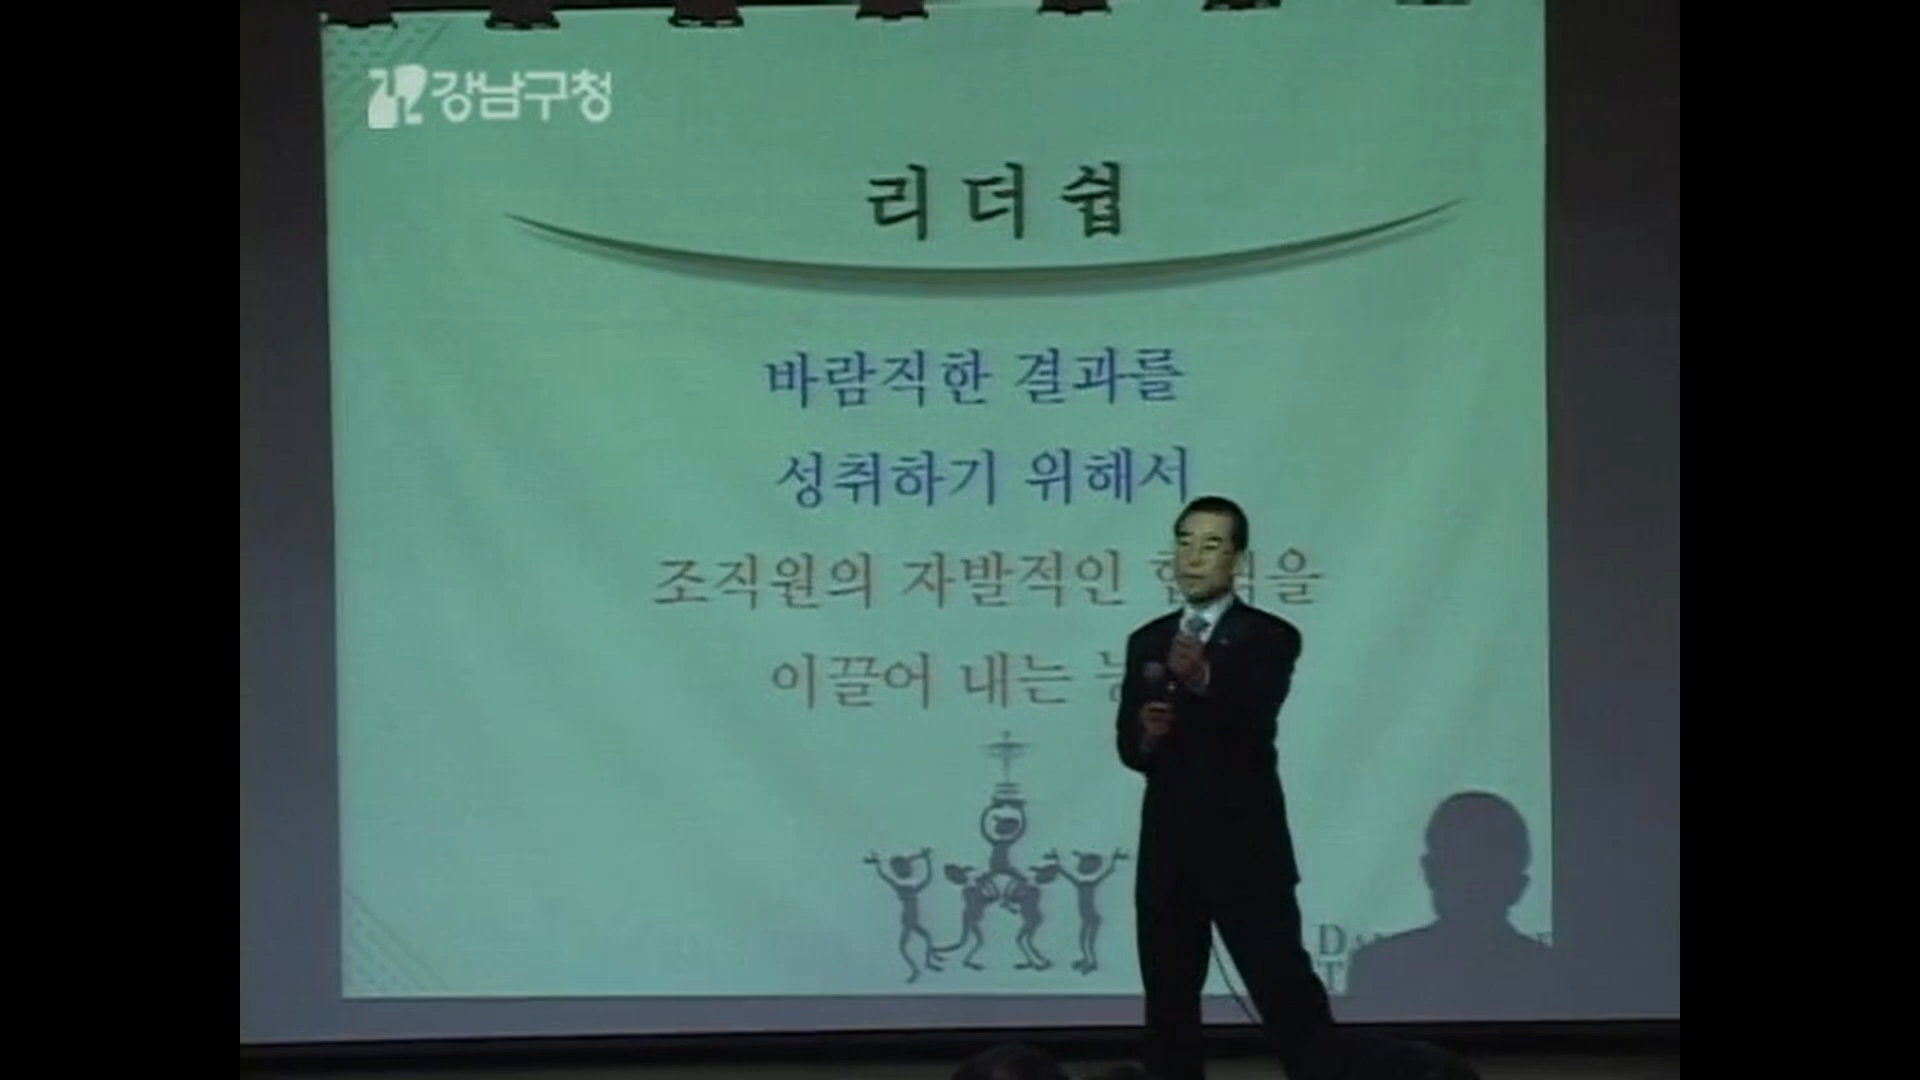 강남구청
리더쉽
바람직한 결과를
성취하기 위해서
조직원의 자발적인 을
이끌어 내는